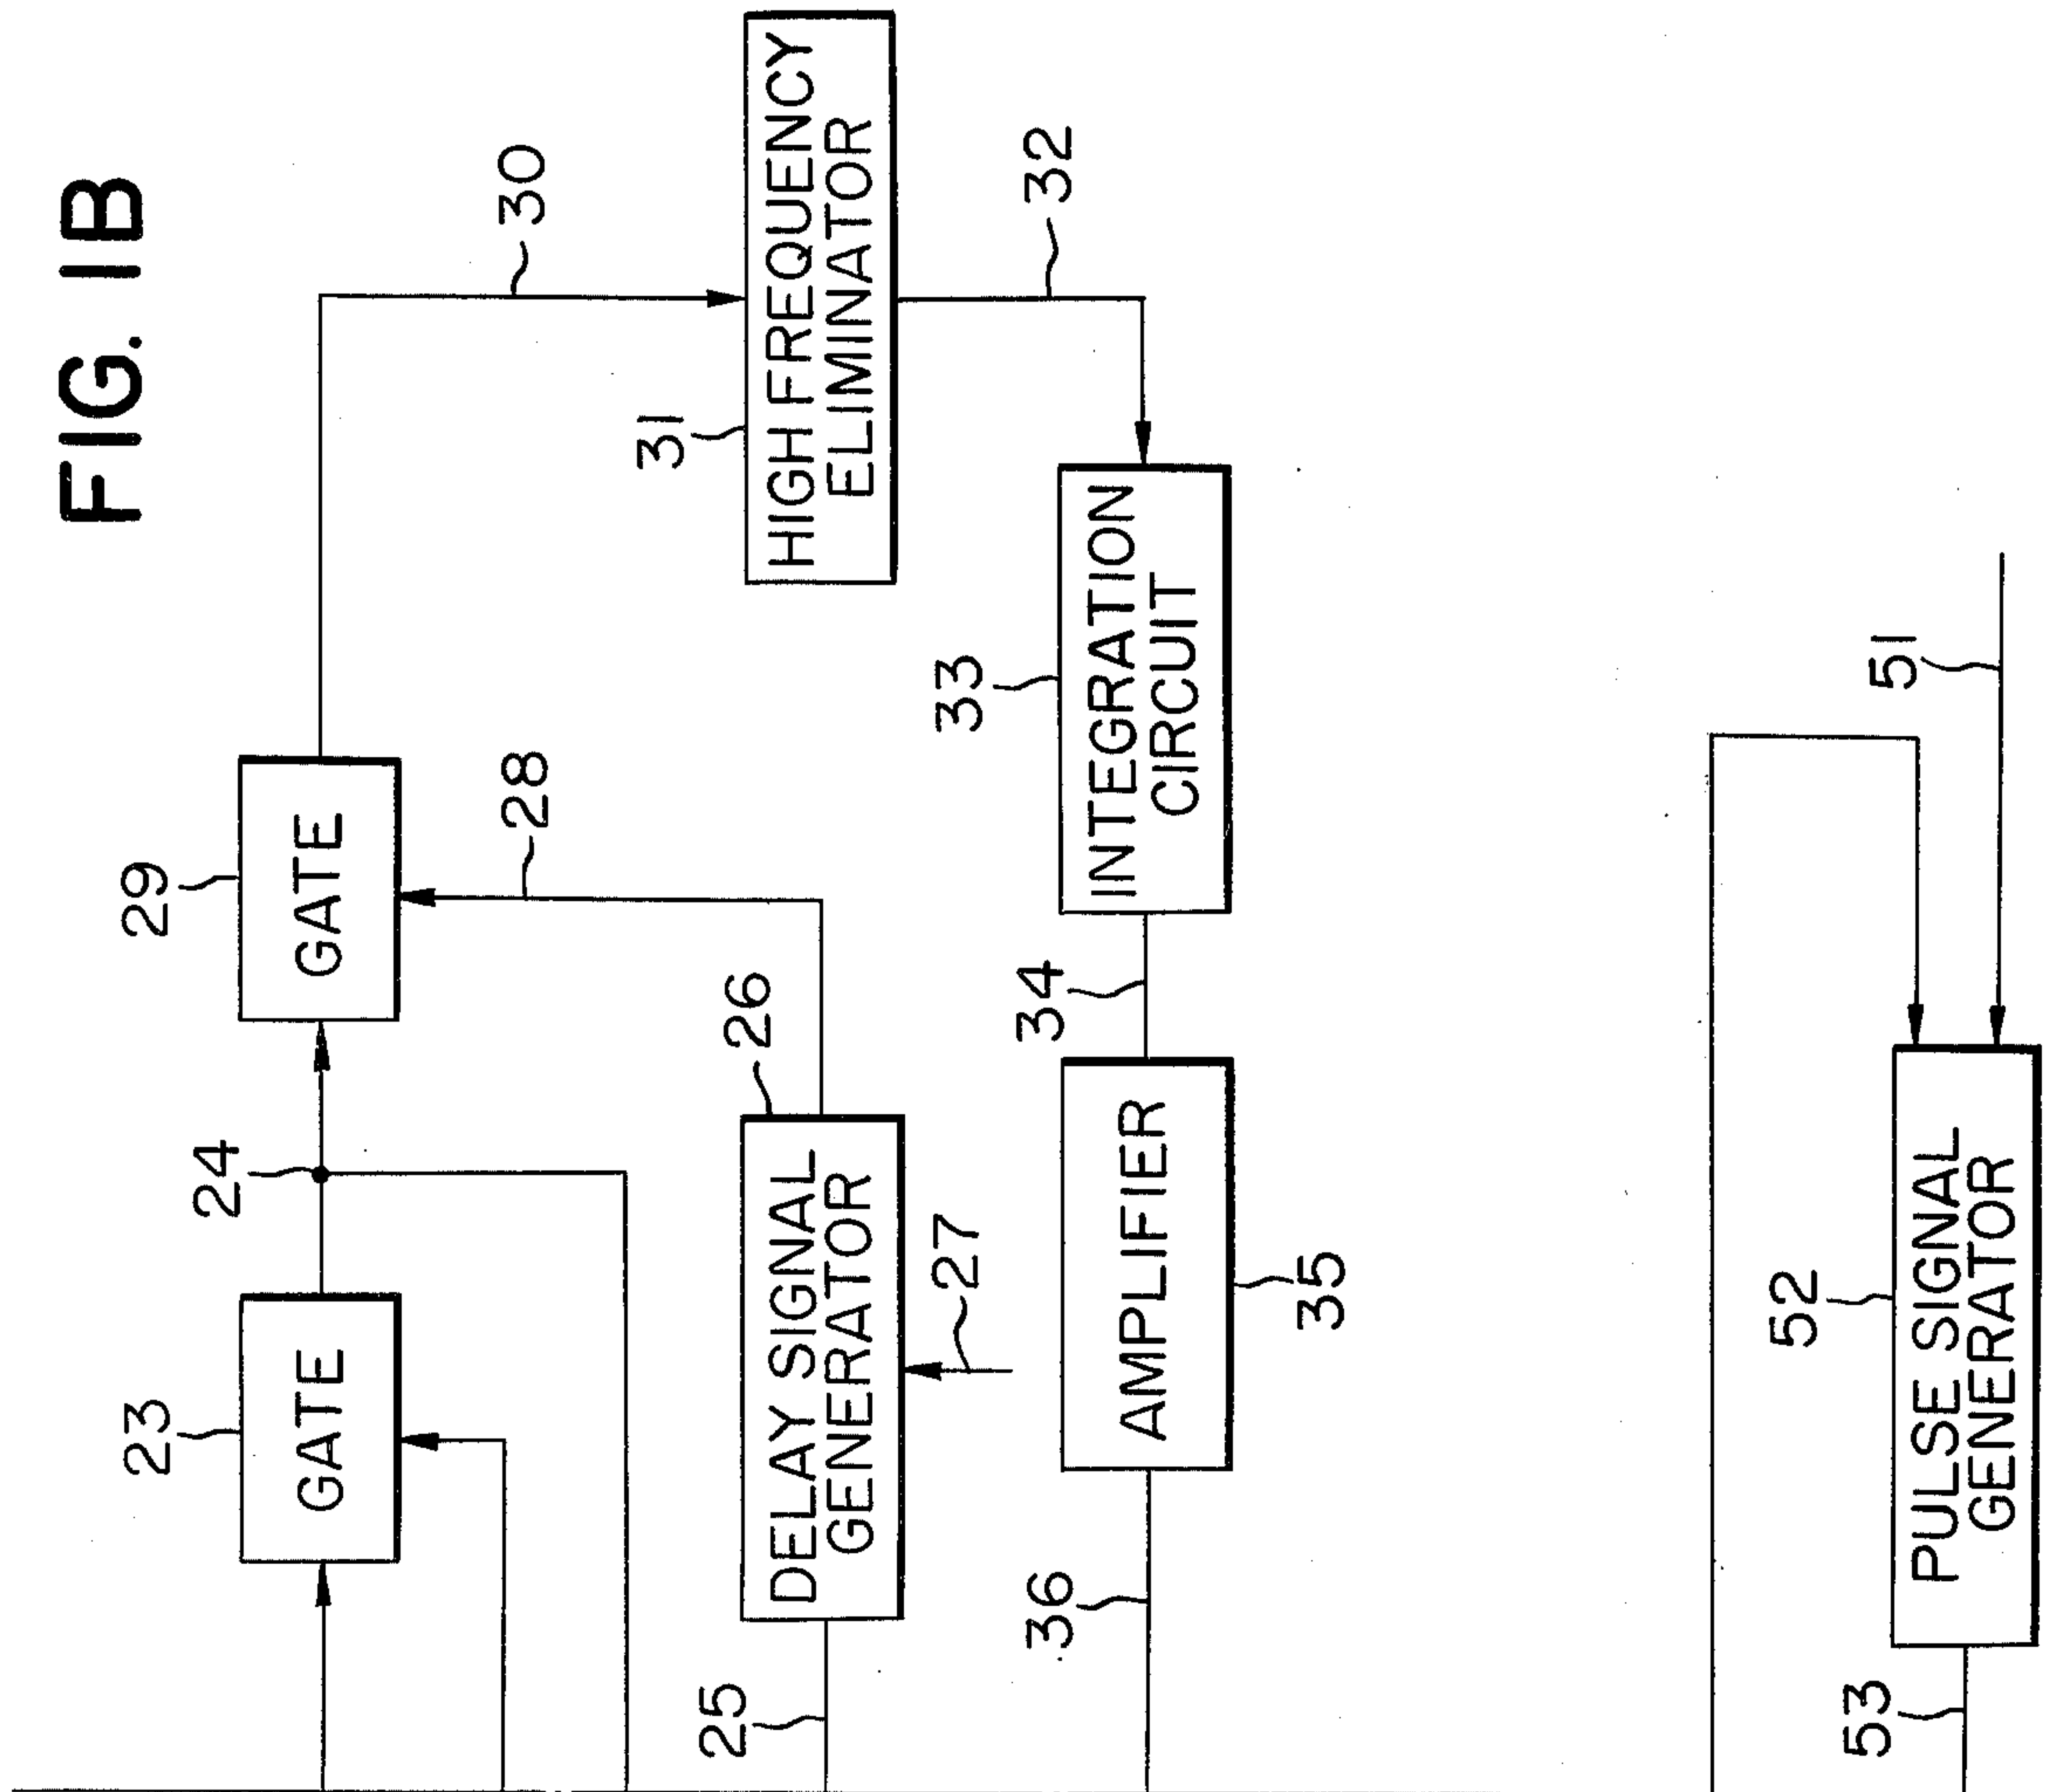 FIG. 1B
23
GATE
24
29
GATE
30
28
25
26
DELAY SIGNAL
GENERATOR
27
31
HIGH FREQUENCY
ELIMINATOR
32
36
AMPLIFIER
35
34
33
INTEGRATION
CIRCUIT
53
52
PULSE SIGNAL
GENERATOR
51